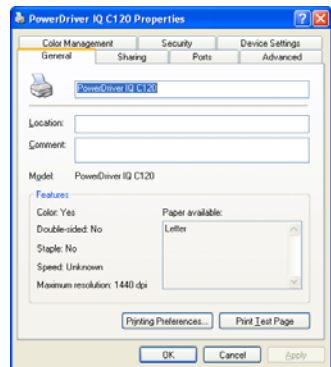 PowerDriver IQ C120 Properties
Color Management Security Device Settings
General Sharing Ports Advanced
PowerDriver IQ C120
Location:
Comment:
Model: PowerDriver IQ C120
Features
Color: Yes Paper available:
Double-sided: No Letter
Staple: No
Speed: Unknown
Maximum resolution: 1440 dpi
Printing Preferences... Print Test Page
OK Cancel Apply